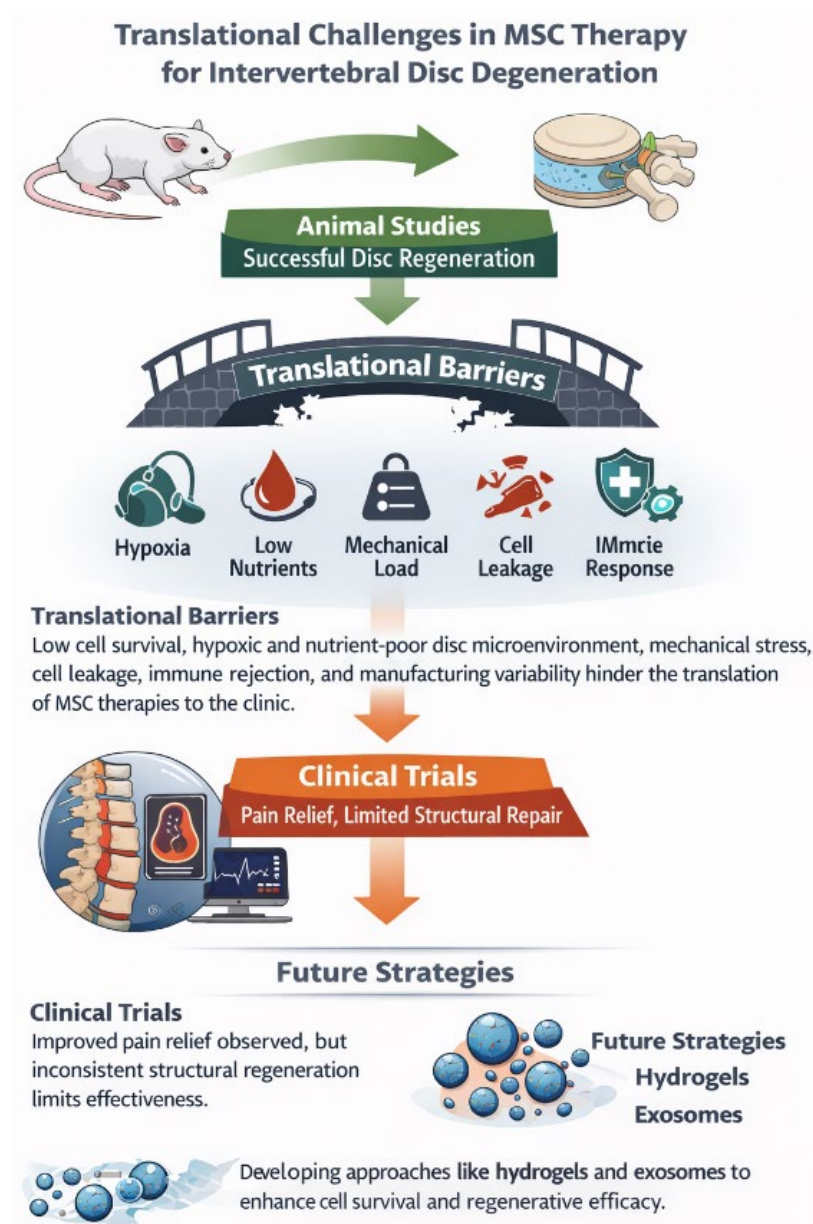 Translational Challenges in MSC Therapy
for Intervertebral Disc Degeneration
Animal Studies
Successful Disc Regeneration
Translational Barriers
Hypoxia
Low
Nutrients
Mechanical
Load
Cell
Leakage
IMmrie
Response
Translational Barriers
Low cell survival, hypoxic and nutrient-poor disc microenvironment, mechanical stress,
cell leakage, immune rejection, and manufacturing variability hinder the translation
of MSC therapies to the clinic.
Clinical Trials
Pain Relief, Limited Structural Repair
Future Strategies
Clinical Trials
Improved pain relief observed, but
inconsistent structural regeneration
limits effectiveness.
Future Strategies
Hydrogels
Exosomes
Developing approaches like hydrogels and exosomes to
enhance cell survival and regenerative efficacy.